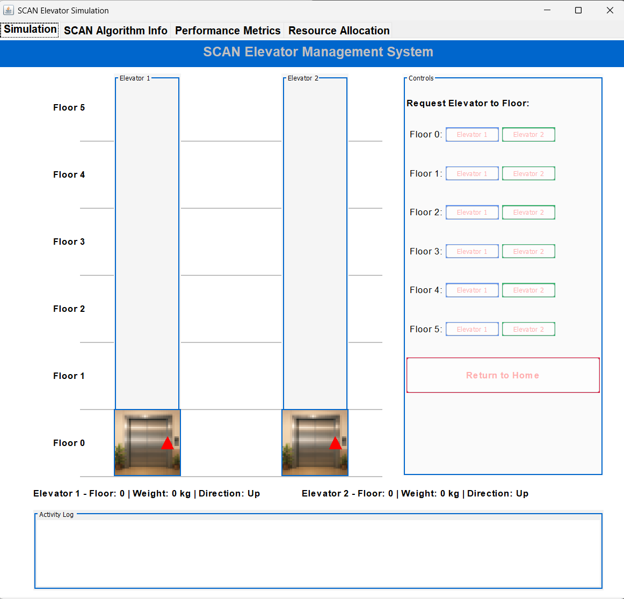 SCAN Elevator Simulation
Simulation SCAN Algorithm Info Performance Metrics Resource Allocation
SCAN Elevator Management System
Elevator 1 Elevator 2 Controls
Request Elevator to Floor:
Floor 5
Floor 0: Elevator 1 Elevator 2
Floor 4
Floor 1: Elevator 1 Elevator 2
Floor 2: Elevator 1 Elevator 2
Floor 3
Floor 3: Elevator 1 Elevator 2
Floor 4: Elevator 1 Elevator 2
Floor 2
Floor 5: Elevator 1 Elevator 2
Floor 1
Return to Home
Floor 0
Elevator 1 - Floor: 0 | Weight: 0 kg | Direction: Up
Elevator 2 - Floor: 0 | Weight: 0 kg | Direction: Up
Activity Log